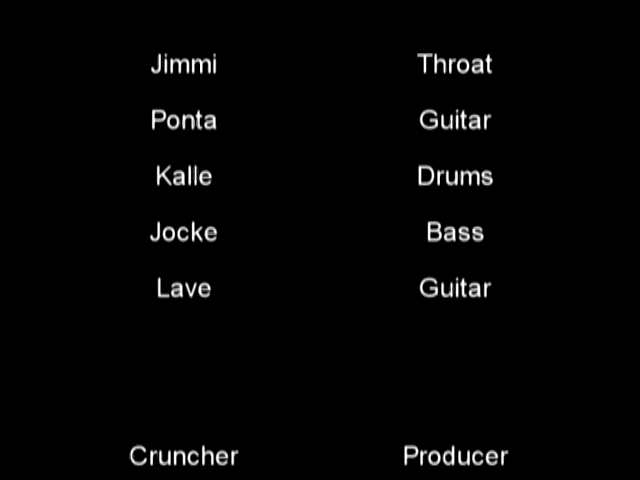 Jimmi Throat
Ponta Guitar
Kalle Drums
Jocke Bass
Lave Guitar
Cruncher Producer